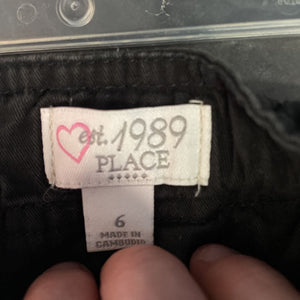 est. 1989
PLACE
6
MADE IN
CAMBODIA